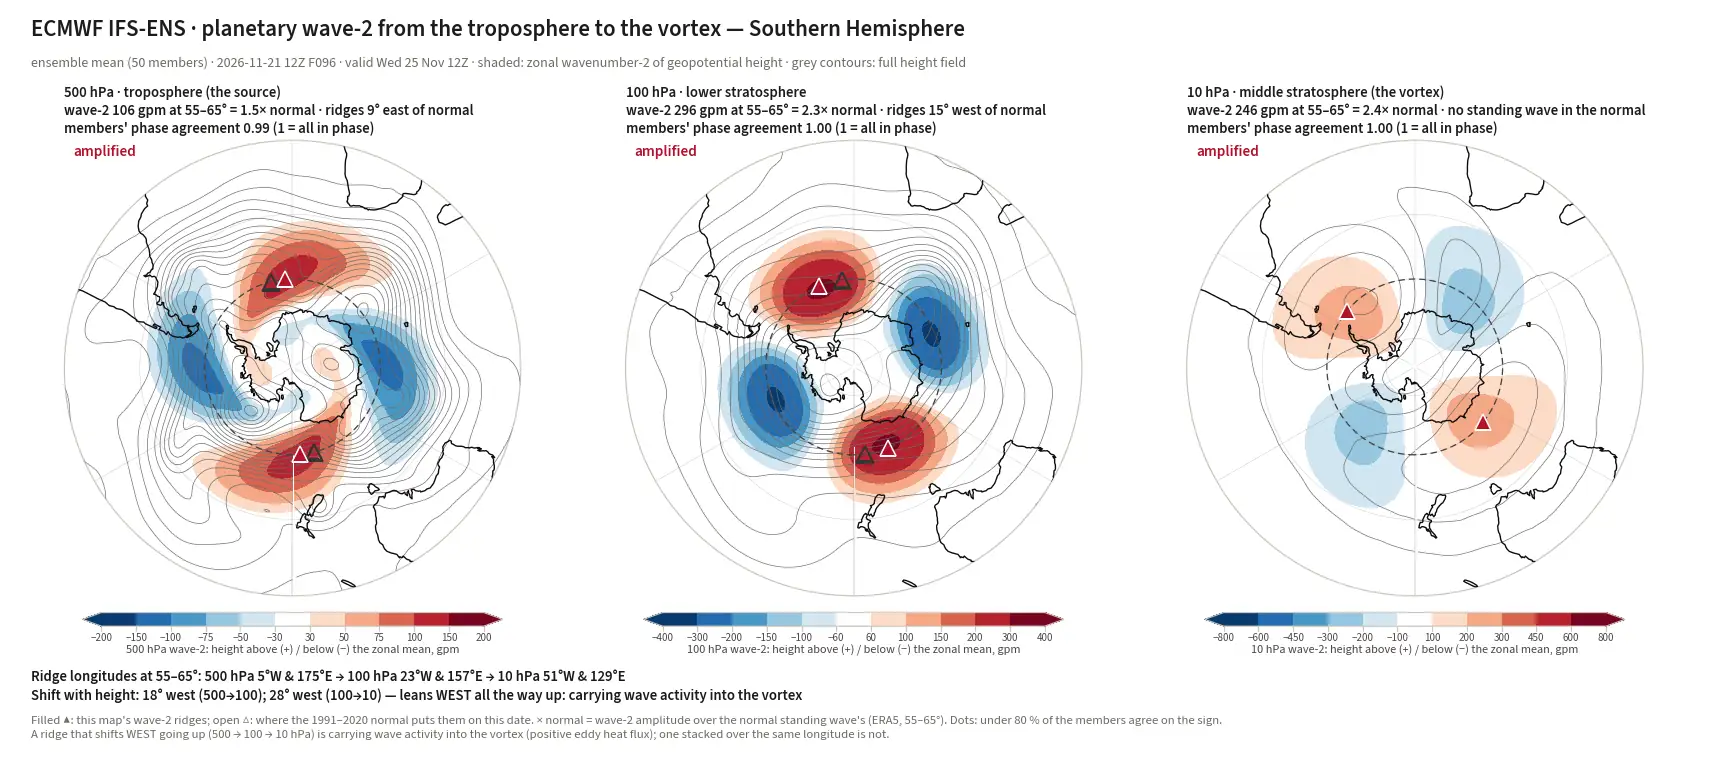 ECMWF IFS-ENS · planetary wave-2 from the troposphere to the vortex — Southern Hemisphere
ensemble mean (50 members) · 2026-11-21 12Z F096 · valid Wed 25 Nov 12Z · shaded: zonal wavenumber-2 of geopotential height · grey contours: full height field
500 hPa · troposphere (the source)
wave-2 106 gpm at 55–65° = 1.5× normal · ridges 9° east of normal
members' phase agreement 0.99 (1 = all in phase)
amplified
100 hPa · lower stratosphere
wave-2 296 gpm at 55–65° = 2.3× normal · ridges 15° west of normal
members' phase agreement 1.00 (1 = all in phase)
amplified
10 hPa · middle stratosphere (the vortex)
wave-2 246 gpm at 55–65° = 2.4× normal · no standing wave in the normal
members' phase agreement 1.00 (1 = all in phase)
amplified
−200 −150 −100 −75 −50 −30 30 50 75 100 150 200
500 hPa wave-2: height above (+) / below (−) the zonal mean, gpm
−400 −300 −200 −150 −100 −60 60 100 150 200 300 400
100 hPa wave-2: height above (+) / below (−) the zonal mean, gpm
−800 −600 −450 −300 −200 −100 100 200 300 450 600 800
10 hPa wave-2: height above (+) / below (−) the zonal mean, gpm
Ridge longitudes at 55–65°: 500 hPa 5°W & 175°E → 100 hPa 23°W & 157°E → 10 hPa 51°W & 129°E
Shift with height: 18° west (500→100); 28° west (100→10) — leans WEST all the way up: carrying wave activity into the vortex
Filled ▲: this map's wave-2 ridges; open △: where the 1991–2020 normal puts them on this date. × normal = wave-2 amplitude over the normal standing wave's (ERA5, 55–65°). Dots: under 80 % of the members agree on the sign.
A ridge that shifts WEST going up (500 → 100 → 10 hPa) is carrying wave activity into the vortex (positive eddy heat flux); one stacked over the same longitude is not.